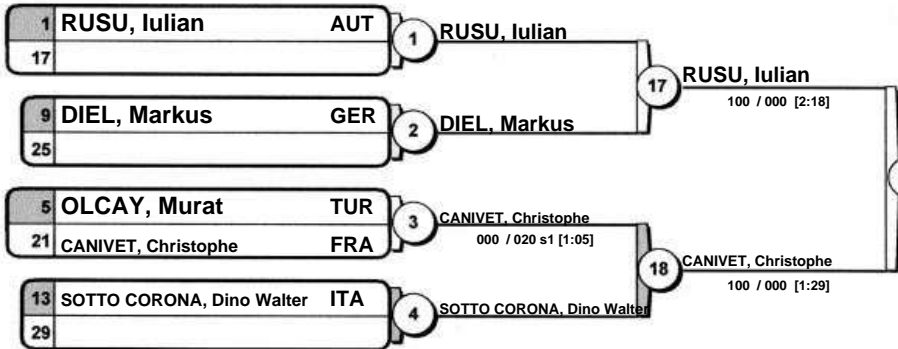 1 RUSU, Iulian AUT
17
1 RUSU, Iulian
9 DIEL, Markus GER
25
2 DIEL, Markus
17 RUSU, Iulian
100 / 000 [2:18]
5 OLCAY, Murat TUR
21 CANIVET, Christophe FRA
3 CANIVET, Christophe
000 / 020 s1 [1:05]
13 SOTTO CORONA, Dino Walter ITA
29
4 SOTTO CORONA, Dino Walter
18 CANIVET, Christophe
100 / 000 [1:29]